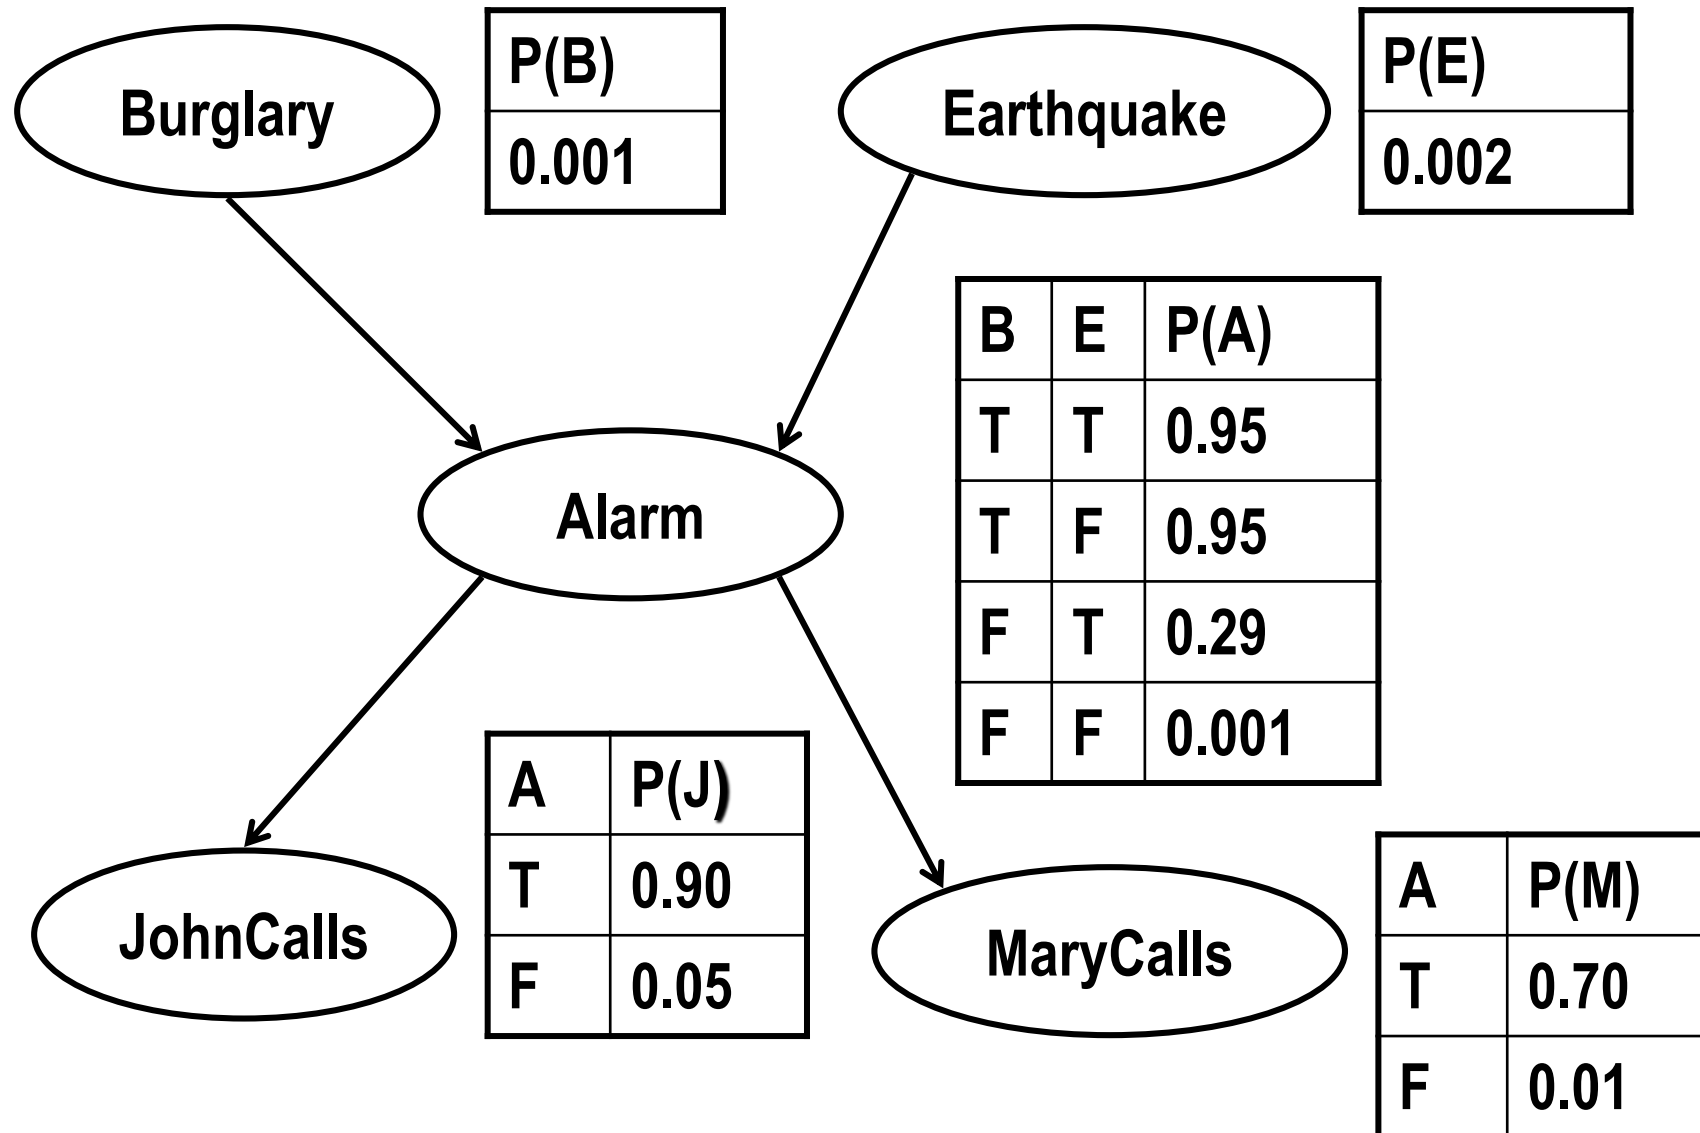 Burglary
P(B)
0.001
Earthquake
P(E)
0.002
B E P(A)
T T 0.95
T F 0.95
F T 0.29
F F 0.001
Alarm
A P(J)
T 0.90
F 0.05
JohnCalls
MaryCalls
A P(M)
T 0.70
F 0.01